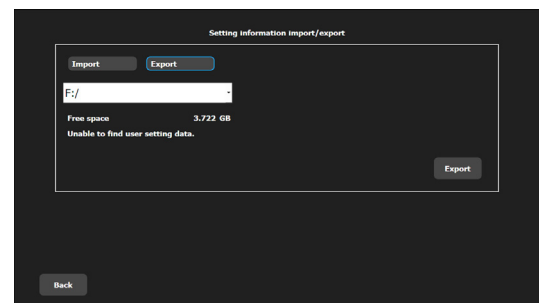 Setting information import/export
Import Export
F:/
Free space 3.722 GB
Unable to find user setting data.
Export
Back